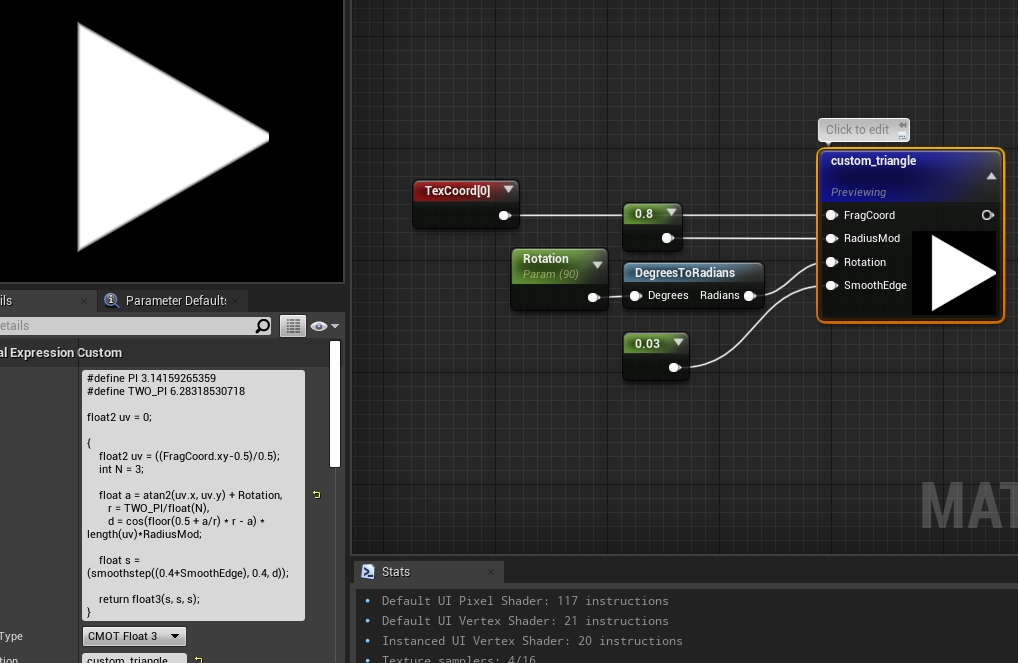 Click to edit
custom_triangle
Previewing
TexCoord[0]
0.8
FragCoord
RadiusMod
Rotation
Param (90)
DegreesToRadians
Rotation
Degrees
Radians
SmoothEdge
0.03
ils
Parameter Defaults
etails
al Expression Custom
#define PI 3.14159265359
#define TWO_PI 6.28318530718
float2 uv = 0;
{
float2 uv = ((FragCoord.xy-0.5)/0.5);
int N = 3;
float a = atan2(uv.x, uv.y) + Rotation,
r = TWO_PI/float(N),
d = cos(floor(0.5 + a/r) * r - a) *
length(uv)*RadiusMod;
float s =
(smoothstep((0.4+SmoothEdge), 0.4, d));
return float3(s, s, s);
}
Type
CMOT Float 3
tion
custom_triangle
MAT
Stats
• Default UI Pixel Shader: 117 instructions
• Default UI Vertex Shader: 21 instructions
• Instanced UI Vertex Shader: 20 instructions
• Texture samplers: 4/16